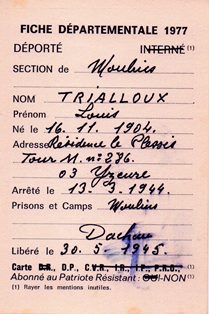 FICHE DÉPARTEMENTALE 1977
DÉPORTÉ INTERNÉ (1)
SECTION de Moulins
NOM TRIALLOUX
Prénom Louis
Né le 16. 11. 1904.
Adresse Résidence le Plessis
Tour M. n° 276.
03 Yzeure
Arrêté le 13. 3. 1944.
Prisons et Camps Moulins
Dachau
Libéré le 30. 5. 1945.
Carte D.R., D.P., C.V.R., I.R., I.P., P.R.O., (1)
Abonné au Patriote Résistant : OUI-NON (1)
(1) Rayer les mentions inutiles.